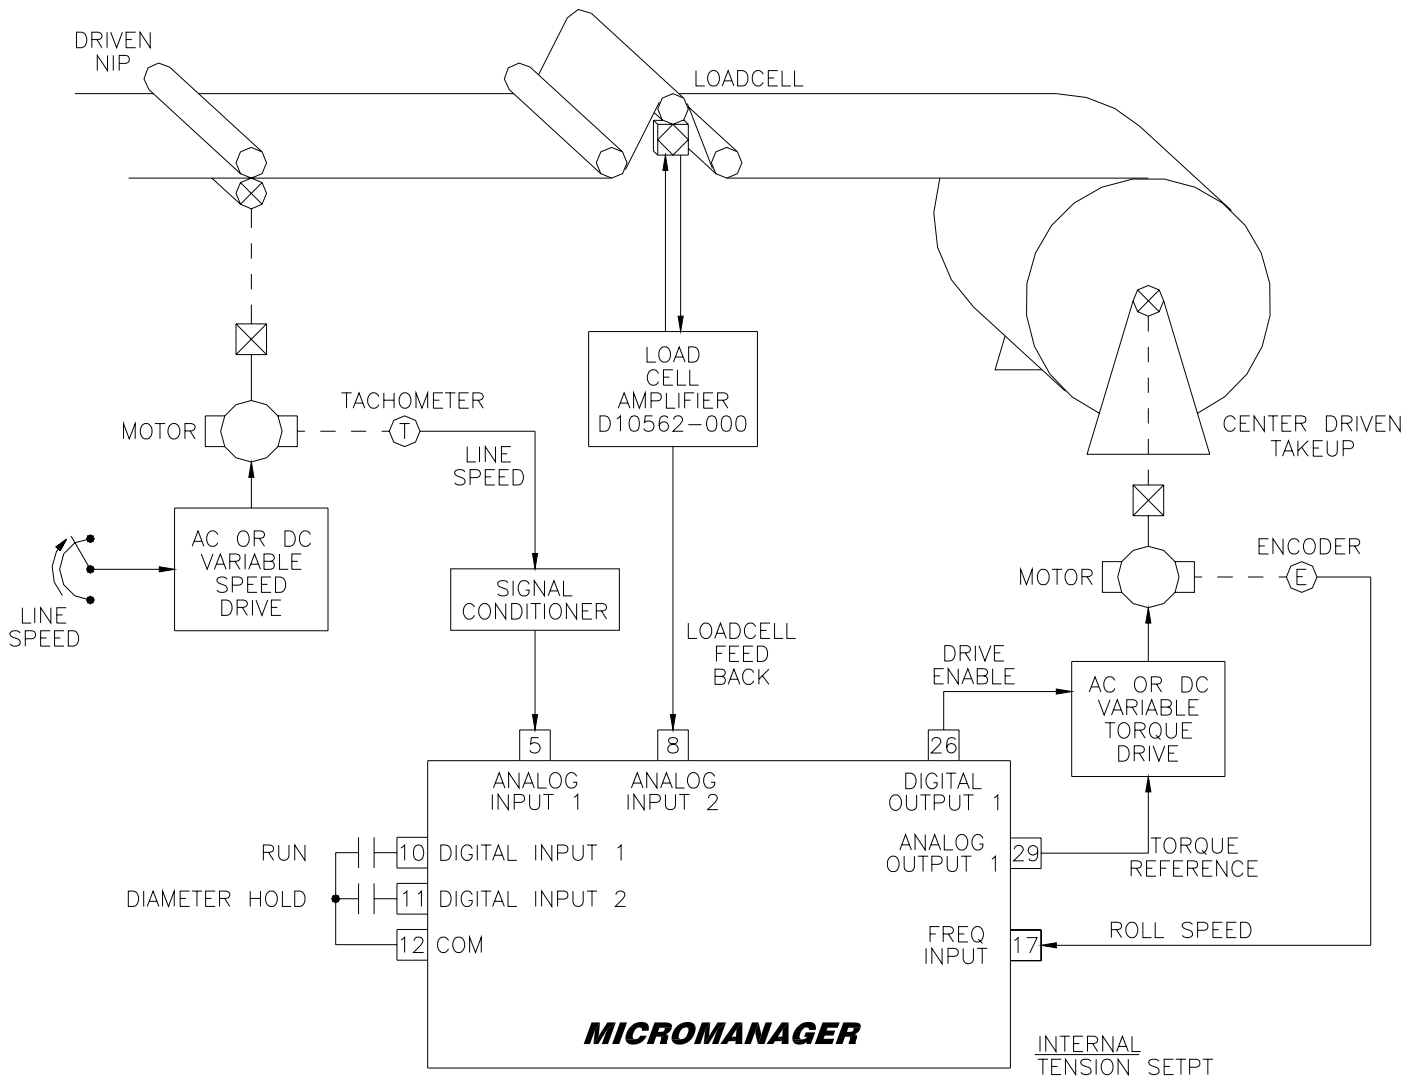 DRIVEN
NIP
LOADCELL
LOAD
CELL
AMPLIFIER
D10562-000
TACHOMETER
MOTOR
T
LINE
SPEED
CENTER DRIVEN
TAKEUP
AC OR DC
VARIABLE
SPEED
DRIVE
LINE
SPEED
SIGNAL
CONDITIONER
ENCODER
MOTOR
E
LOADCELL
FEED
BACK
DRIVE
ENABLE
AC OR DC
VARIABLE
TORQUE
DRIVE
5
8
26
ANALOG
INPUT 1
ANALOG
INPUT 2
DIGITAL
OUTPUT 1
RUN
10
DIGITAL INPUT 1
ANALOG
OUTPUT 1
29
TORQUE
REFERENCE
DIAMETER HOLD
11
DIGITAL INPUT 2
12
COM
FREQ
INPUT
17
ROLL SPEED
MICROMANAGER
INTERNAL
TENSION SETPT